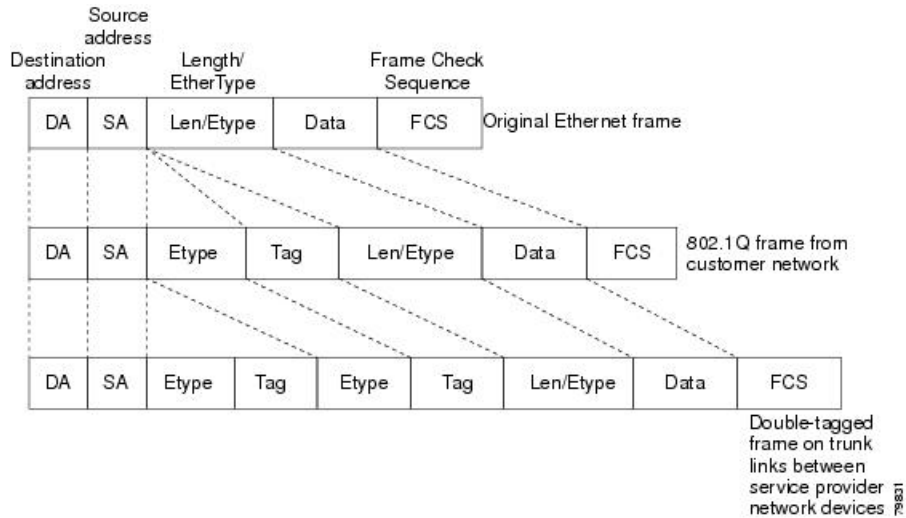 Source
address
Destination
address
Length/
EtherType
Frame Check
Sequence
DA SA Len/Etype Data FCS Original Ethernet frame
DA SA Etype Tag Len/Etype Data FCS
802.1Q frame from
customer network
DA SA Etype Tag Etype Tag Len/Etype Data FCS
Double-tagged
frame on trunk
links between
service provider
network devices
79831